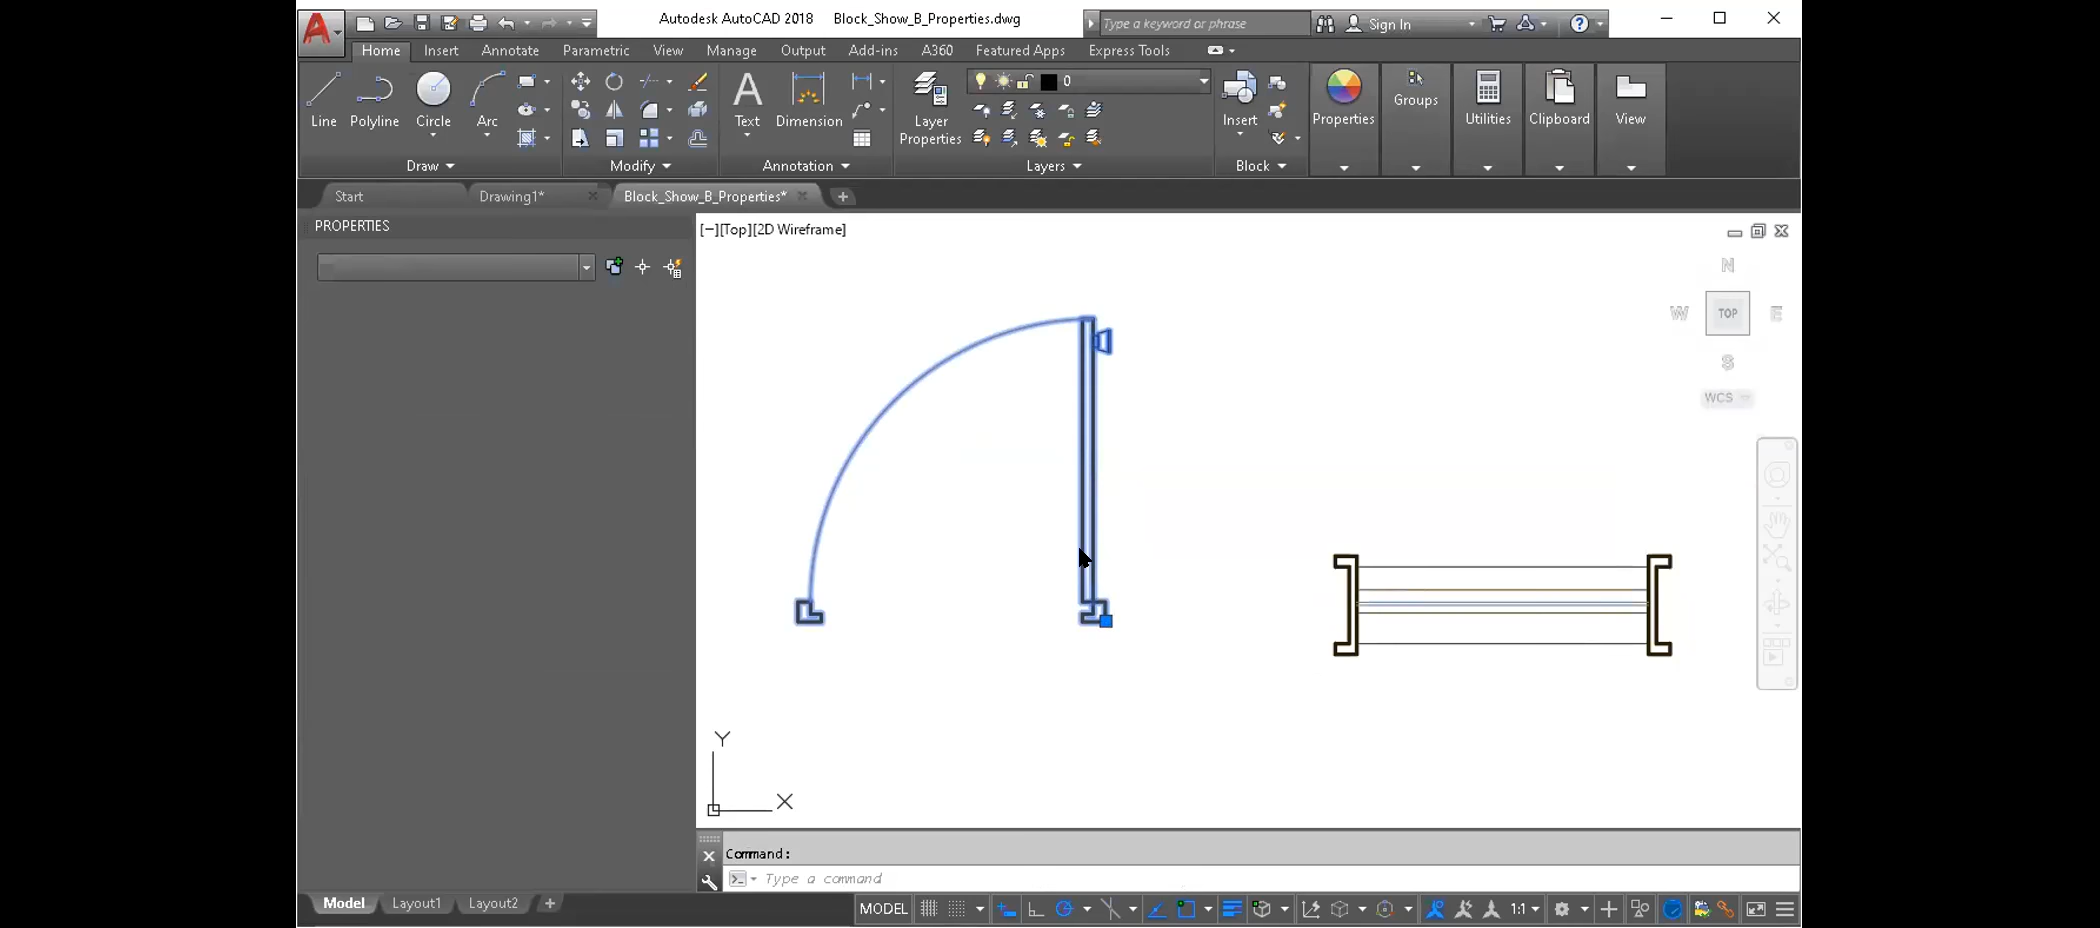 Autodesk AutoCAD 2018 Block_Show_B_Properties.dwg
Type a keyword or phrase
Sign In
Home Insert Annotate Parametric View Manage Output Add-ins A360 Featured Apps Express Tools
0
Line Polyline Circle Arc
Text Dimension
Layer Properties
Insert
Properties Groups Utilities Clipboard View
Draw Modify Annotation Layers Block
Start Drawing1* Block_Show_B_Properties*
PROPERTIES
[−][Top][2D Wireframe]
N
W TOP E
S
WCS
Y
X
Command:
Type a command
Model Layout1 Layout2
MODEL 1:1